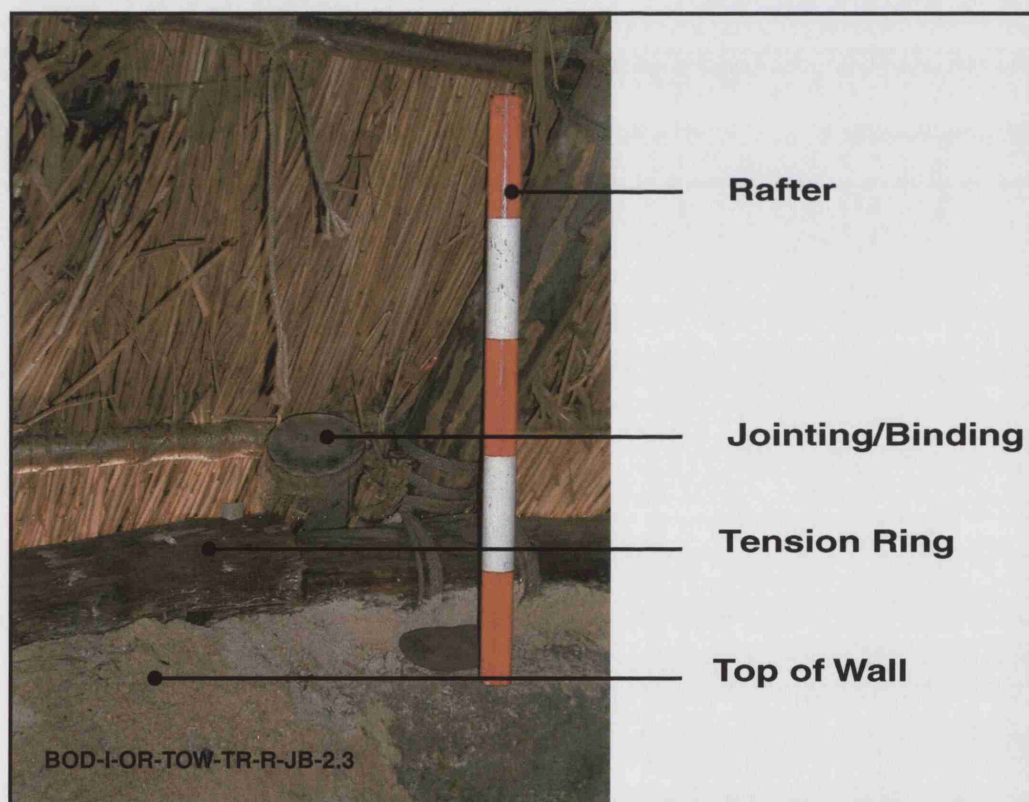 Rafter
Jointing/Binding
Tension Ring
Top of Wall
BOD-I-OR-TOW-TR-R-JB-2.3